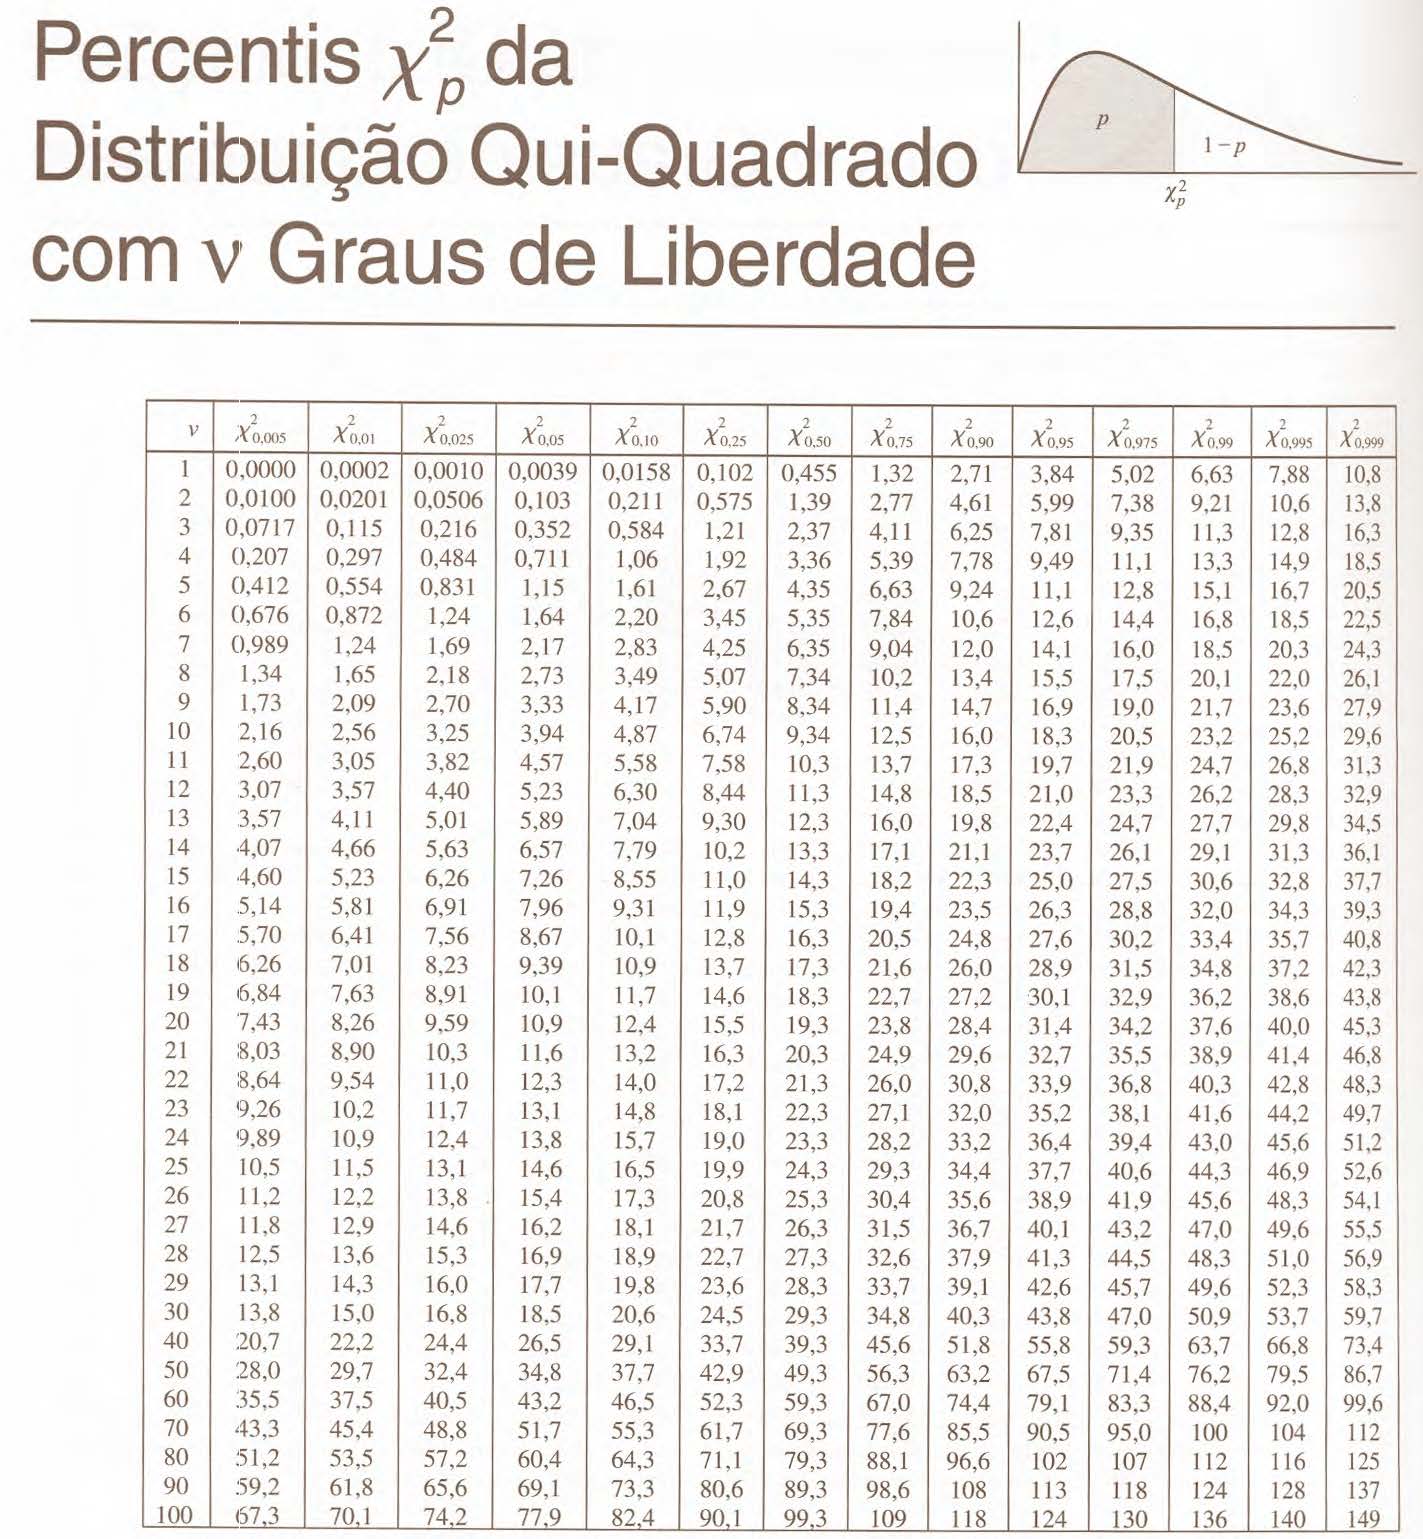 Percentis χ²p da
Distribuição Qui-Quadrado
com ν Graus de Liberdade
p
1 – p
χ²p
ν χ²0,005 χ²0,01 χ²0,025 χ²0,05 χ²0,10 χ²0,25 χ²0,50 χ²0,75 χ²0,90 χ²0,95 χ²0,975 χ²0,99 χ²0,995 χ²0,999
1 0,0000 0,0002 0,0010 0,0039 0,0158 0,102 0,455 1,32 2,71 3,84 5,02 6,63 7,88 10,8
2 0,0100 0,0201 0,0506 0,103 0,211 0,575 1,39 2,77 4,61 5,99 7,38 9,21 10,6 13,8
3 0,0717 0,115 0,216 0,352 0,584 1,21 2,37 4,11 6,25 7,81 9,35 11,3 12,8 16,3
4 0,207 0,297 0,484 0,711 1,06 1,92 3,36 5,39 7,78 9,49 11,1 13,3 14,9 18,5
5 0,412 0,554 0,831 1,15 1,61 2,67 4,35 6,63 9,24 11,1 12,8 15,1 16,7 20,5
6 0,676 0,872 1,24 1,64 2,20 3,45 5,35 7,84 10,6 12,6 14,4 16,8 18,5 22,5
7 0,989 1,24 1,69 2,17 2,83 4,25 6,35 9,04 12,0 14,1 16,0 18,5 20,3 24,3
8 1,34 1,65 2,18 2,73 3,49 5,07 7,34 10,2 13,4 15,5 17,5 20,1 22,0 26,1
9 1,73 2,09 2,70 3,33 4,17 5,90 8,34 11,4 14,7 16,9 19,0 21,7 23,6 27,9
10 2,16 2,56 3,25 3,94 4,87 6,74 9,34 12,5 16,0 18,3 20,5 23,2 25,2 29,6
11 2,60 3,05 3,82 4,57 5,58 7,58 10,3 13,7 17,3 19,7 21,9 24,7 26,8 31,3
12 3,07 3,57 4,40 5,23 6,30 8,44 11,3 14,8 18,5 21,0 23,3 26,2 28,3 32,9
13 3,57 4,11 5,01 5,89 7,04 9,30 12,3 16,0 19,8 22,4 24,7 27,7 29,8 34,5
14 4,07 4,66 5,63 6,57 7,79 10,2 13,3 17,1 21,1 23,7 26,1 29,1 31,3 36,1
15 4,60 5,23 6,26 7,26 8,55 11,0 14,3 18,2 22,3 25,0 27,5 30,6 32,8 37,7
16 5,14 5,81 6,91 7,96 9,31 11,9 15,3 19,4 23,5 26,3 28,8 32,0 34,3 39,3
17 5,70 6,41 7,56 8,67 10,1 12,8 16,3 20,5 24,8 27,6 30,2 33,4 35,7 40,8
18 6,26 7,01 8,23 9,39 10,9 13,7 17,3 21,6 26,0 28,9 31,5 34,8 37,2 42,3
19 6,84 7,63 8,91 10,1 11,7 14,6 18,3 22,7 27,2 30,1 32,9 36,2 38,6 43,8
20 7,43 8,26 9,59 10,9 12,4 15,5 19,3 23,8 28,4 31,4 34,2 37,6 40,0 45,3
21 8,03 8,90 10,3 11,6 13,2 16,3 20,3 24,9 29,6 32,7 35,5 38,9 41,4 46,8
22 8,64 9,54 11,0 12,3 14,0 17,2 21,3 26,0 30,8 33,9 36,8 40,3 42,8 48,3
23 9,26 10,2 11,7 13,1 14,8 18,1 22,3 27,1 32,0 35,2 38,1 41,6 44,2 49,7
24 9,89 10,9 12,4 13,8 15,7 19,0 23,3 28,2 33,2 36,4 39,4 43,0 45,6 51,2
25 10,5 11,5 13,1 14,6 16,5 19,9 24,3 29,3 34,4 37,7 40,6 44,3 46,9 52,6
26 11,2 12,2 13,8 15,4 17,3 20,8 25,3 30,4 35,6 38,9 41,9 45,6 48,3 54,1
27 11,8 12,9 14,6 16,2 18,1 21,7 26,3 31,5 36,7 40,1 43,2 47,0 49,6 55,5
28 12,5 13,6 15,3 16,9 18,9 22,7 27,3 32,6 37,9 41,3 44,5 48,3 51,0 56,9
29 13,1 14,3 16,0 17,7 19,8 23,6 28,3 33,7 39,1 42,6 45,7 49,6 52,3 58,3
30 13,8 15,0 16,8 18,5 20,6 24,5 29,3 34,8 40,3 43,8 47,0 50,9 53,7 59,7
40 20,7 22,2 24,4 26,5 29,1 33,7 39,3 45,6 51,8 55,8 59,3 63,7 66,8 73,4
50 28,0 29,7 32,4 34,8 37,7 42,9 49,3 56,3 63,2 67,5 71,4 76,2 79,5 86,7
60 35,5 37,5 40,5 43,2 46,5 52,3 59,3 67,0 74,4 79,1 83,3 88,4 92,0 99,6
70 43,3 45,4 48,8 51,7 55,3 61,7 69,3 77,6 85,5 90,5 95,0 100 104 112
80 51,2 53,5 57,2 60,4 64,3 71,1 79,3 88,1 96,6 102 107 112 116 125
90 59,2 61,8 65,6 69,1 73,3 80,6 89,3 98,6 108 113 118 124 128 137
100 67,3 70,1 74,2 77,9 82,4 90,1 99,3 109 118 124 130 136 140 149